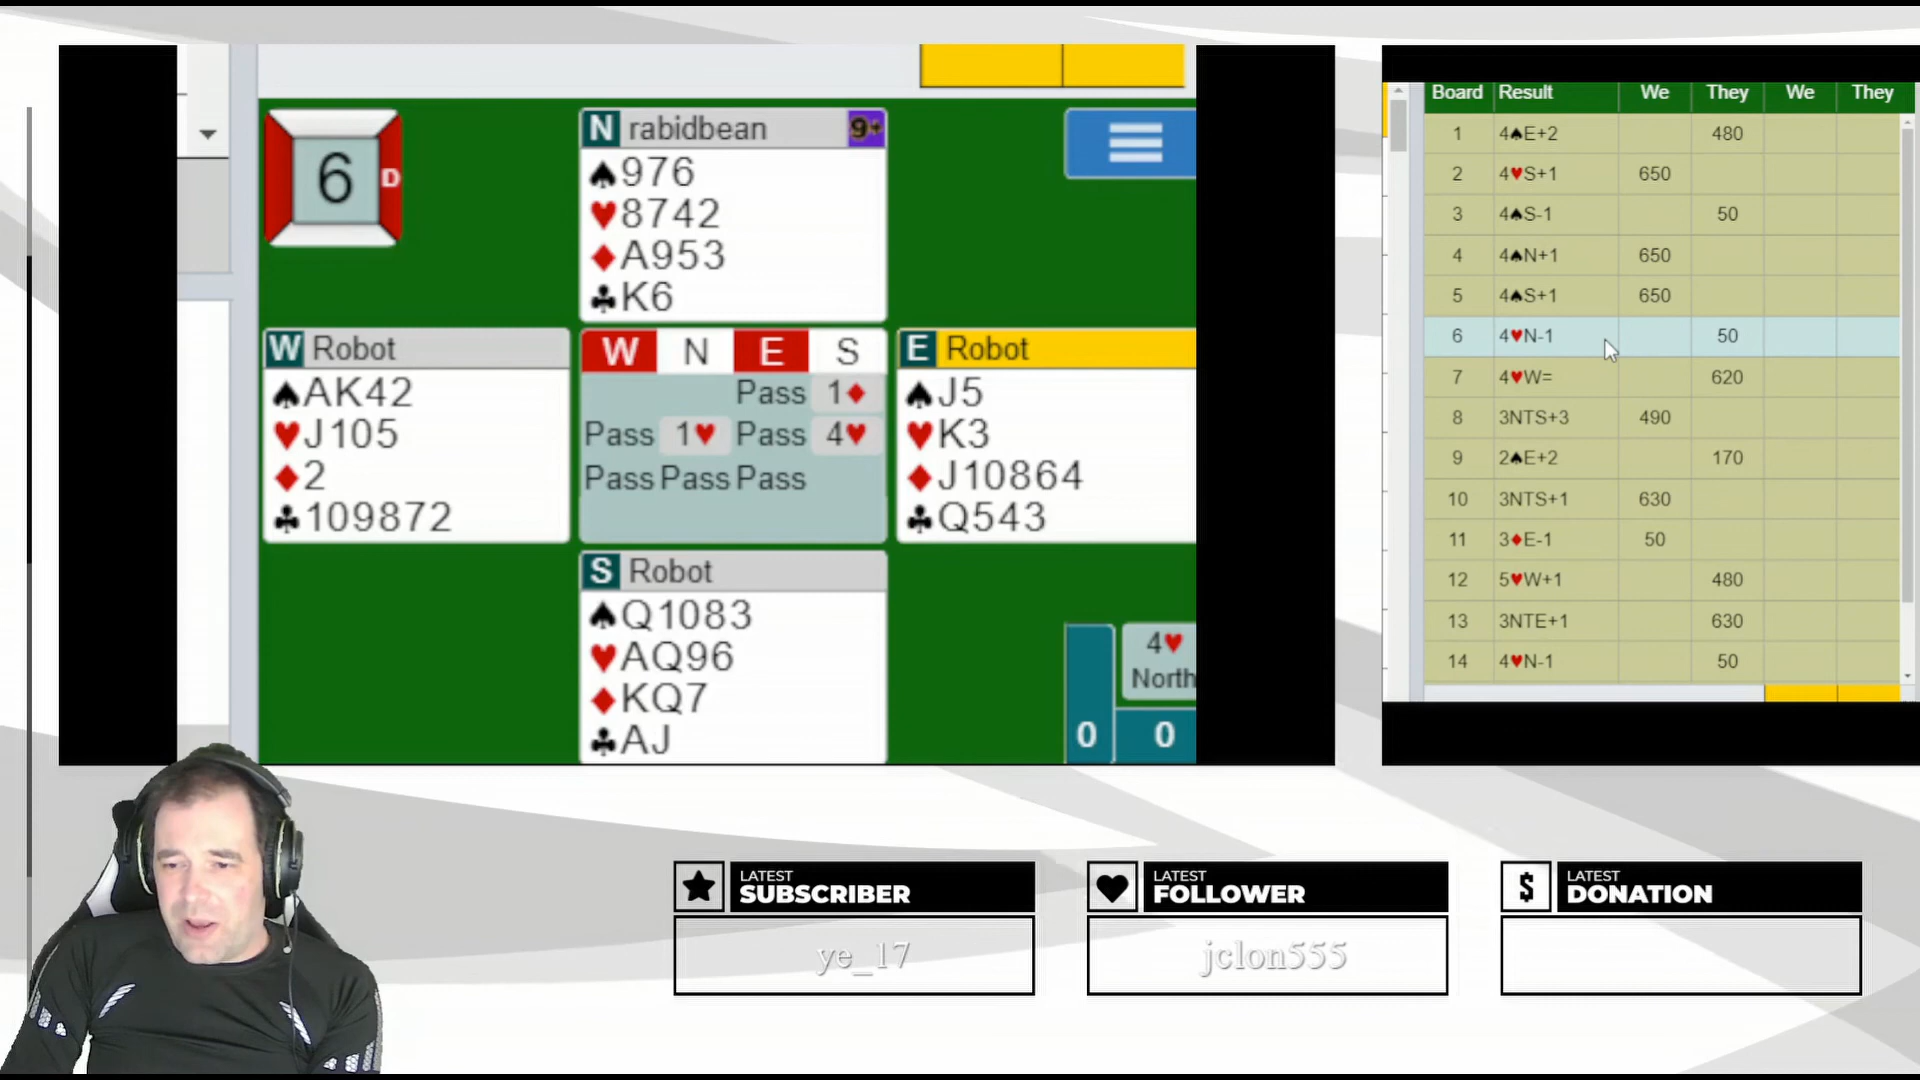 6 D
N rabidbean 9+
♠976
♥8742
♦A953
♣K6
W Robot
♠AK42
♥J105
♦2
♣109872
W N E S
Pass 1♦
Pass 1♥ Pass 4♥
Pass Pass Pass
E Robot
♠J5
♥K3
♦J10864
♣Q543
S Robot
♠Q1083
♥AQ96
♦KQ7
♣AJ
4♥
North
0 0
Board Result We They We They
1 4♠E+2 480
2 4♥S+1 650
3 4♠S-1 50
4 4♠N+1 650
5 4♠S+1 650
6 4♥N-1 50
7 4♥W= 620
8 3NTS+3 490
9 2♠E+2 170
10 3NTS+1 630
11 3♦E-1 50
12 5♥W+1 480
13 3NTE+1 630
14 4♥N-1 50
LATEST
SUBSCRIBER
ye_17
LATEST
FOLLOWER
jclon555
$ LATEST
DONATION